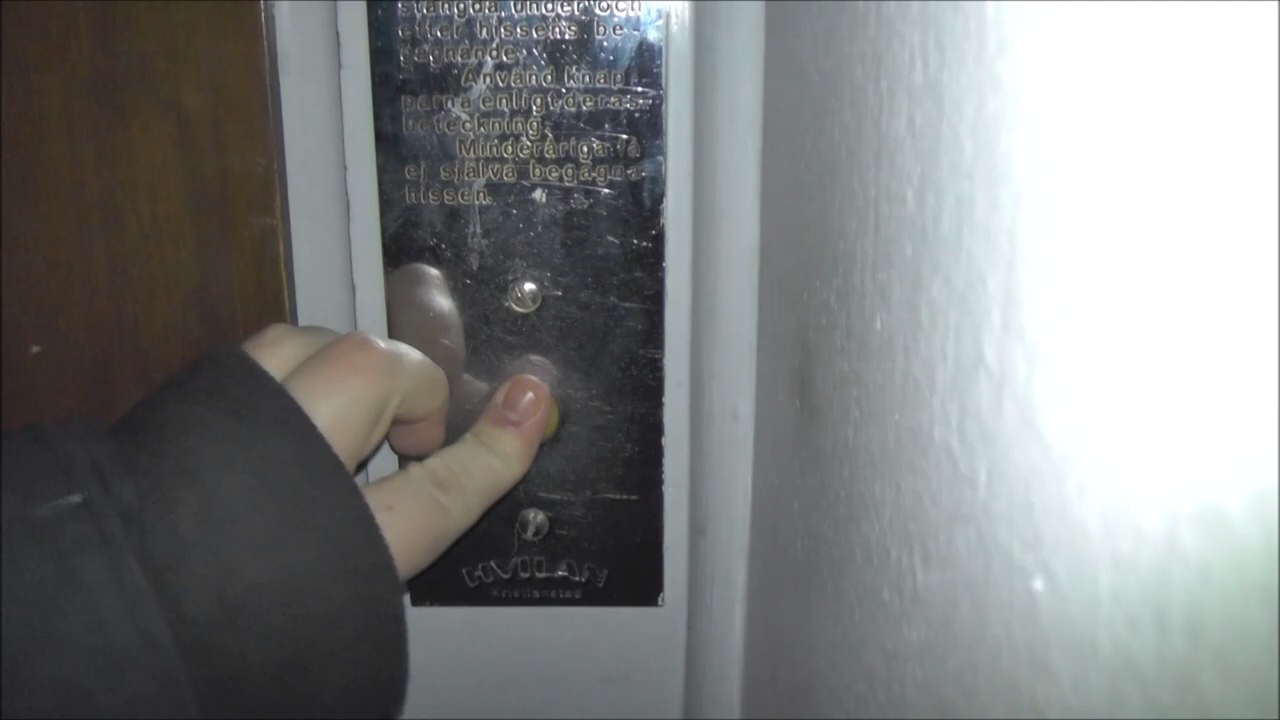 stängda under och
efter hissens be-
gagnande.
Använd knap-
parna enligt deras
beteckning.
Minderåriga få
ej själva begagna
hissen.
HVILAN
Kristianstad